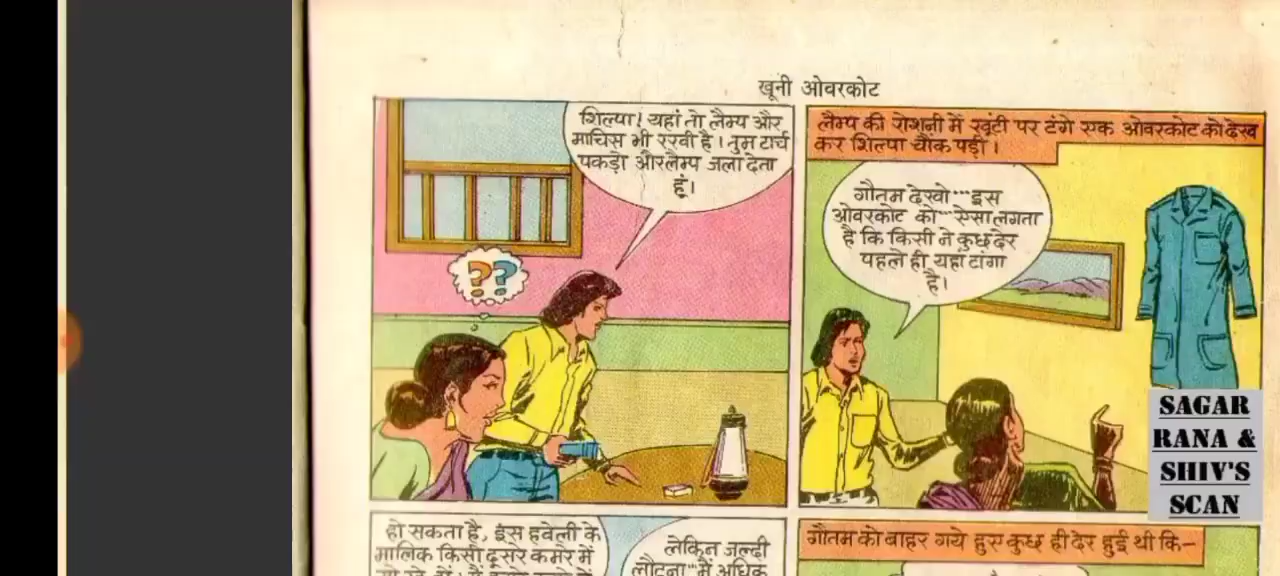 खूनी ओवरकोट
शिल्पा! यहां तो लैम्प और
माचिस भी रखी है। तुम टार्च
पकड़ो और लैम्प जला देता
हूं।
??
लैम्प की रोशनी में खूंटी पर टंगे एक ओवरकोट को देख
कर शिल्पा चौंक पड़ी।
गौतम देखो... इस
ओवरकोट को... ऐसा लगता
है कि किसी ने कुछ देर
पहले ही यहां टांगा
है।
SAGAR
RANA &
SHIV'S
SCAN
हो सकता है, इस हवेली के
मालिक किसी दूसरे कमरे में
लेकिन जल्दी
लौटना... मैं अधिक
गौतम को बाहर गये हुए कुछ ही देर हुई थी कि-